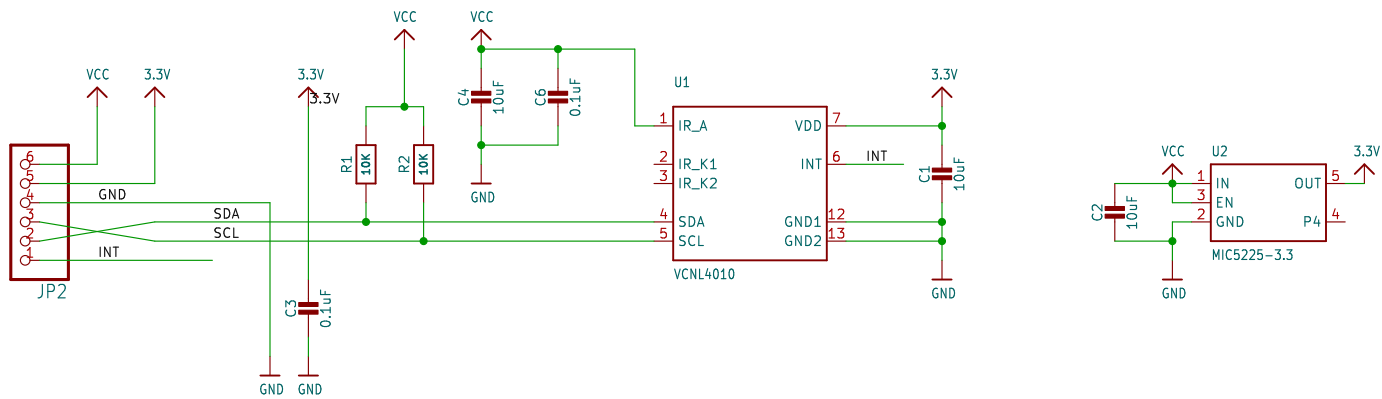 VCC
3.3V
6
5
4
3
2
1
GND
SDA
SCL
INT
JP2
GND
3.3V
3.3V
C3
0.1uF
GND
VCC
R1
10K
R2
10K
VCC
C4
10uF
C6
0.1uF
GND
U1
1
IR_A
2
IR_K1
3
IR_K2
4
SDA
5
SCL
VDD
7
INT
6
GND1
12
GND2
13
VCNL4010
INT
3.3V
C1
10uF
GND
VCC
C2
10uF
GND
U2
1
IN
3
EN
2
GND
OUT
5
P4
4
MIC5225-3.3
3.3V